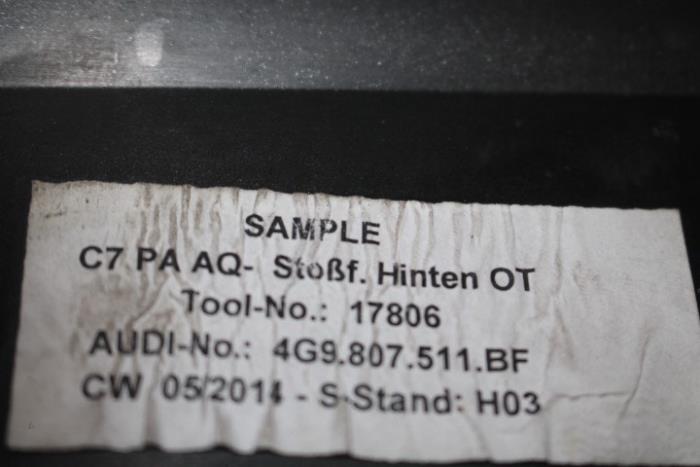 SAMPLE
C7 PA AQ- Stoßf. Hinten OT
Tool-No.: 17806
AUDI-No.: 4G9.807.511.BF
CW 05/2014 - S-Stand: H03